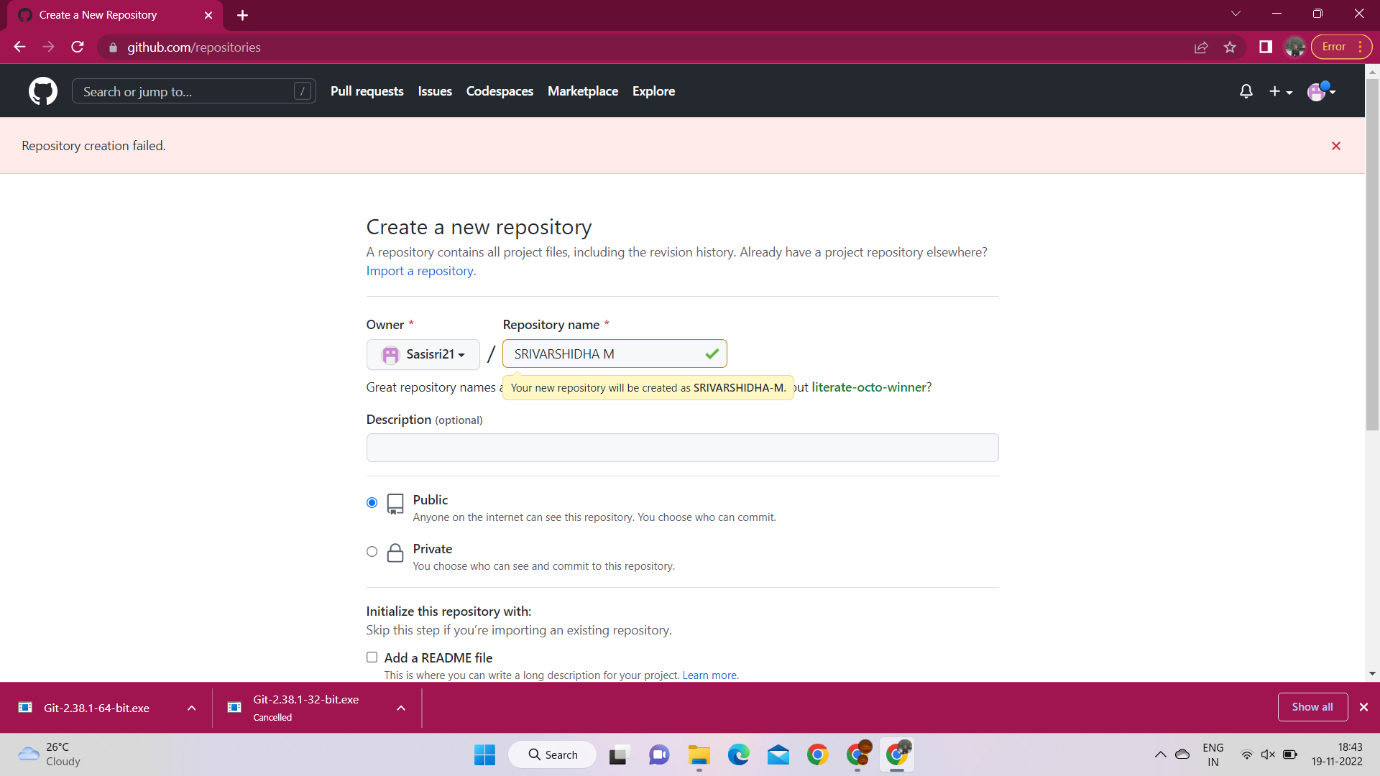 Create a New Repository
github.com/repositories
Error
Search or jump to...
/
Pull requests Issues Codespaces Marketplace Explore
Repository creation failed.
Create a new repository
A repository contains all project files, including the revision history. Already have a project repository elsewhere?
Import a repository.
Owner * Repository name *
Sasisri21 / SRIVARSHIDHA M
Great repository names Your new repository will be created as SRIVARSHIDHA-M. literate-octo-winner?
Description (optional)
Public
Anyone on the internet can see this repository. You choose who can commit.
Private
You choose who can see and commit to this repository.
Initialize this repository with:
Skip this step if you're importing an existing repository.
Add a README file
This is where you can write a long description for your project. Learn more.
Git-2.38.1-64-bit.exe
Git-2.38.1-32-bit.exe
Cancelled
Show all
26°C
Cloudy
Search
ENG
IN
18:43
19-11-2022